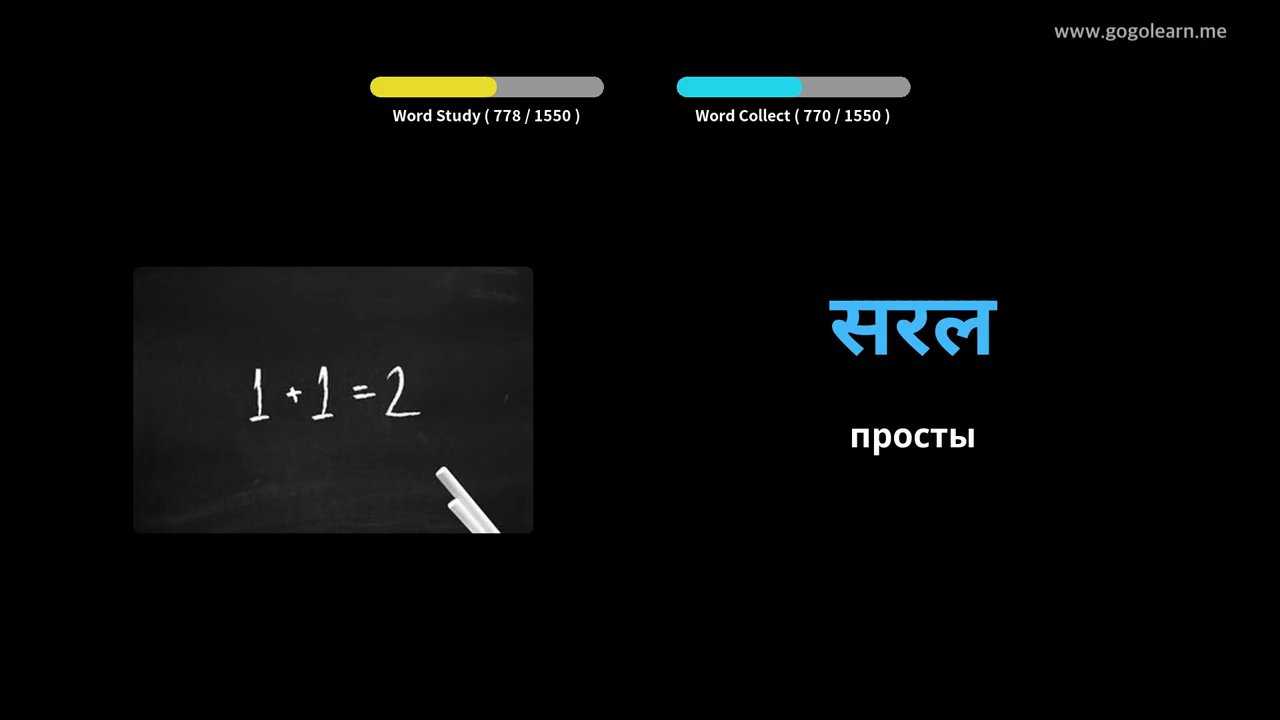 www.gogolearn.me
Word Study ( 778 / 1550 )
Word Collect ( 770 / 1550 )
1 + 1 = 2
सरल
просты